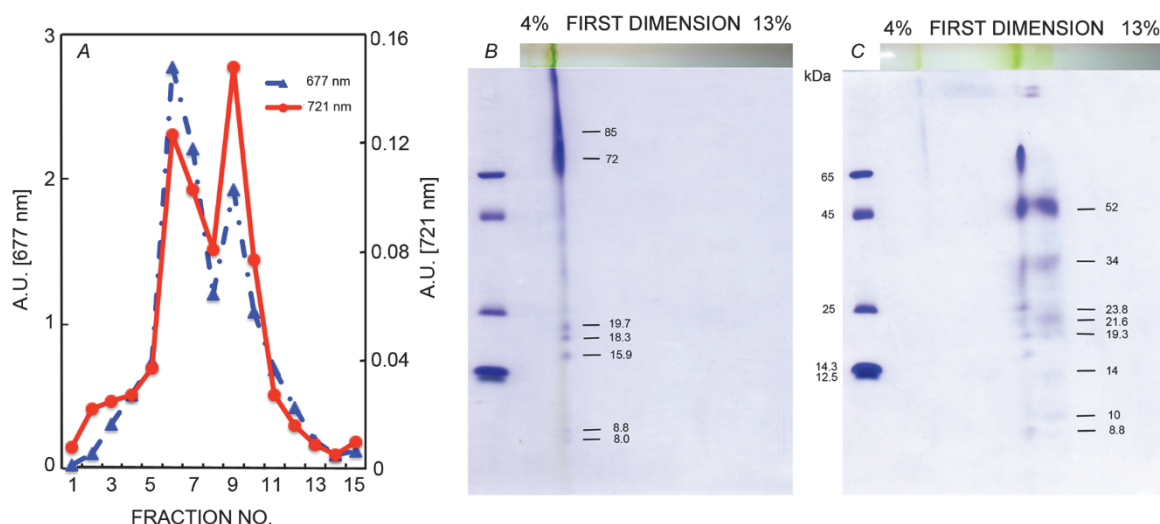 A
3
2
1
0
A.U. [677 nm]
677 nm
721 nm
0.16
0.12
0.08
0.04
0
A.U. [721 nm]
1 3 5 7 9 11 13 15
FRACTION NO.
4% FIRST DIMENSION 13%
B
85
72
19.7
18.3
15.9
8.8
8.0
4% FIRST DIMENSION 13%
C
kDa
65
45
25
14.3
12.5
52
34
23.8
21.6
19.3
14
10
8.8